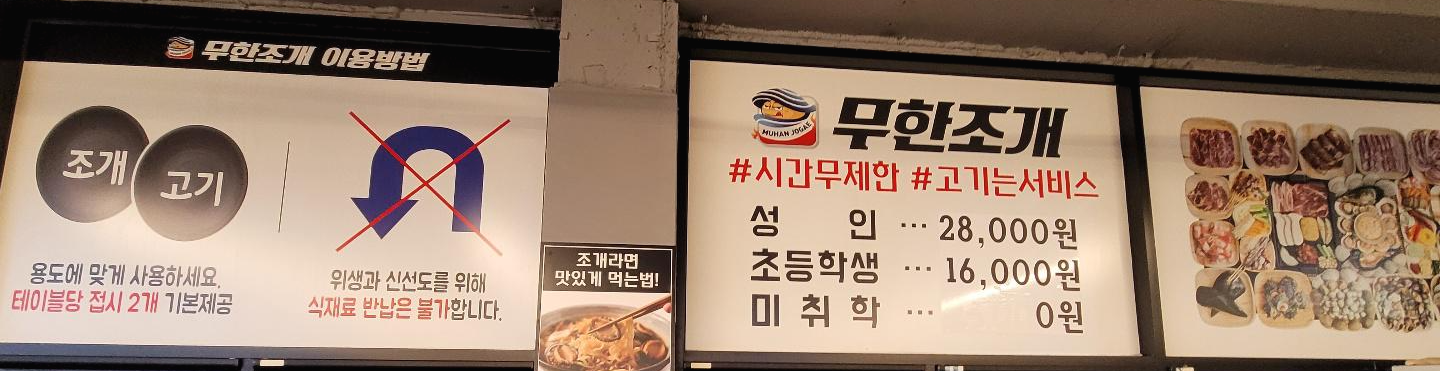 무한조개 이용방법
조개
고기
용도에 맞게 사용하세요.
테이블당 접시 2개 기본제공
위생과 신선도를 위해
식재료 반납은 불가합니다.
조개라면
맛있게 먹는법!
MUHAN JOGAE
무한조개
#시간무제한 #고기는서비스
성 인 ··· 28,000원
초등학생 ··· 16,000원
미 취 학 ··· 0원